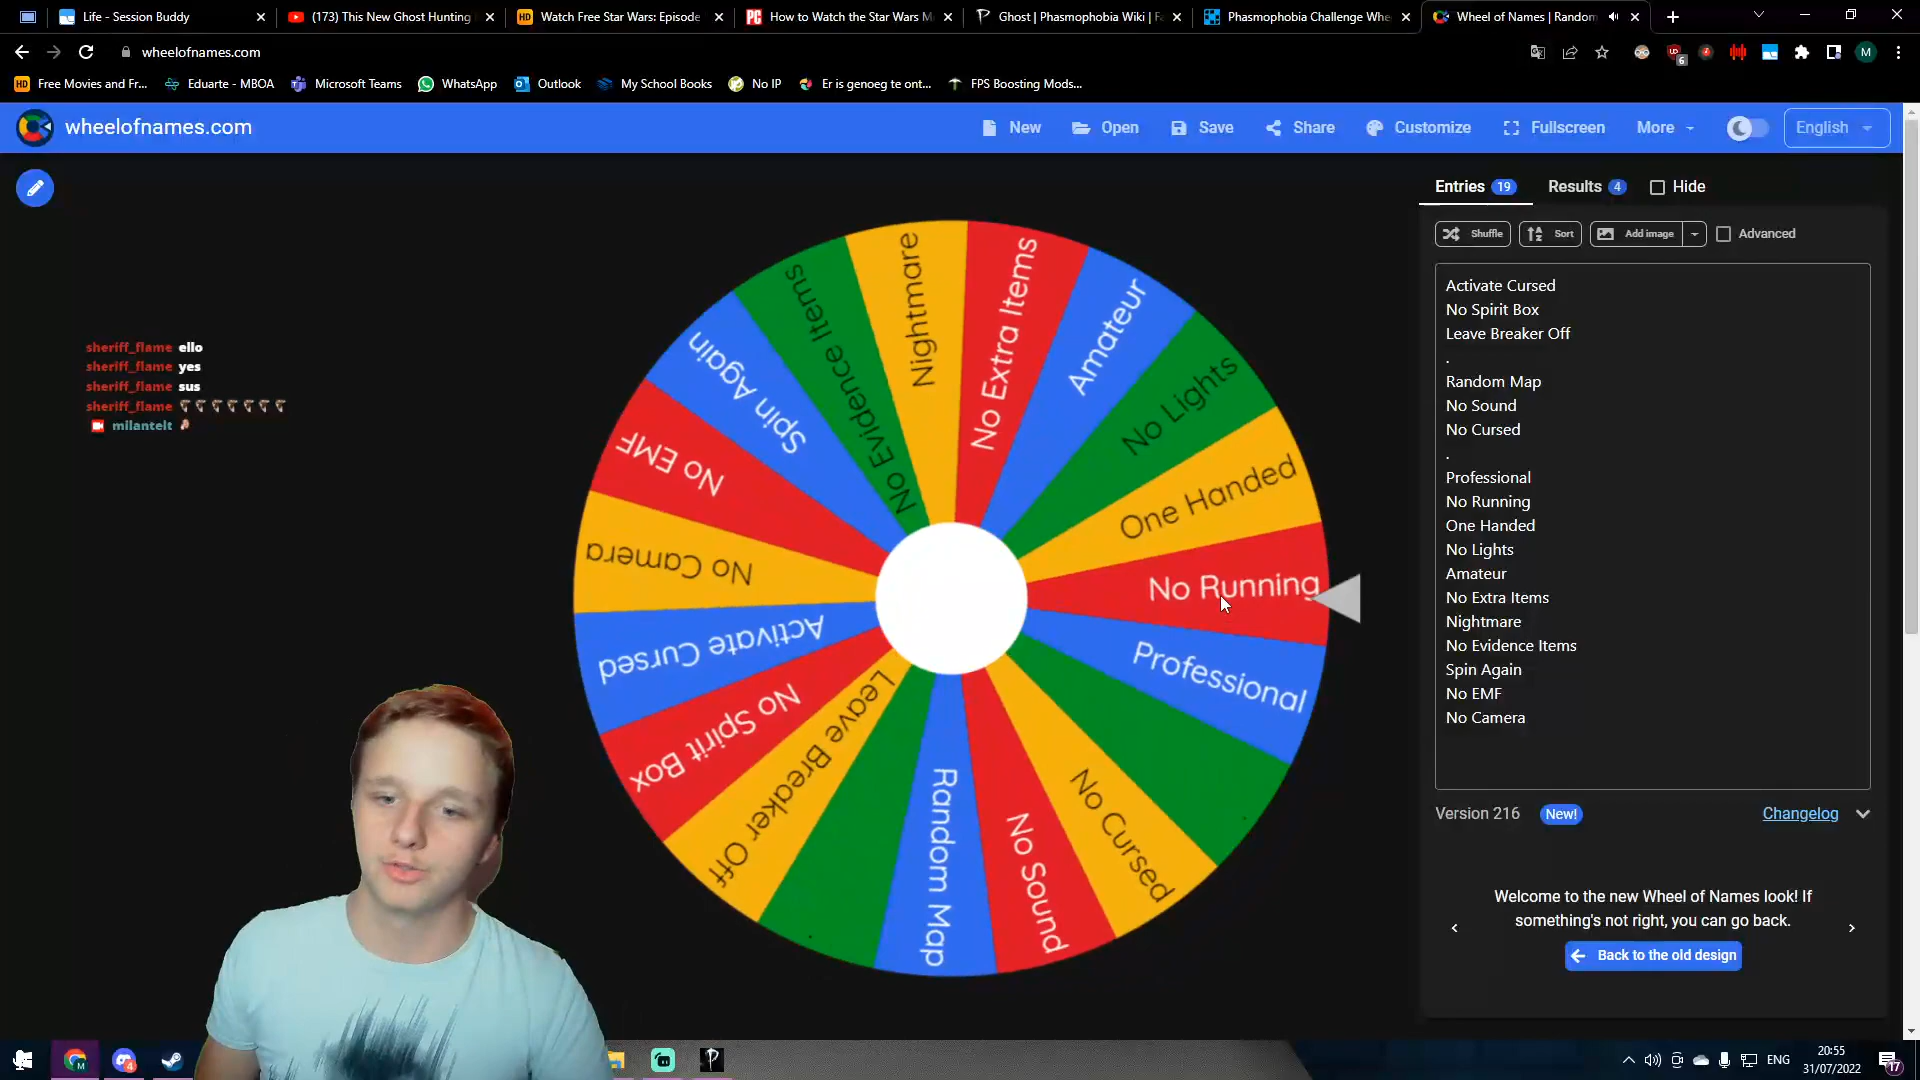 Life - Session Buddy
(173) This New Ghost Hunting
Watch Free Star Wars: Episode
How to Watch the Star Wars M
Ghost | Phasmophobia Wiki | Fa
Phasmophobia Challenge Whe
Wheel of Names | Random
wheelofnames.com
6
M
Free Movies and Fr...
Eduarte - MBOA
Microsoft Teams
WhatsApp
Outlook
My School Books
No IP
Er is genoeg te ont...
FPS Boosting Mods...
wheelofnames.com
New
Open
Save
Share
Customize
Fullscreen
More
English
Entries 19
Results 4
Hide
Shuffle
Sort
Add image
Advanced
Activate Cursed
No Spirit Box
Leave Breaker Off
.
Random Map
No Sound
No Cursed
.
Professional
No Running
One Handed
No Lights
Amateur
No Extra Items
Nightmare
No Evidence Items
Spin Again
No EMF
No Camera
Version 216 New!
Changelog
Welcome to the new Wheel of Names look! If
something's not right, you can go back.
Back to the old design
sheriff_flame ello
sheriff_flame yes
sheriff_flame sus
sheriff_flame
milantelt
Nightmare
No Extra Items
Amateur
No Lights
One Handed
No Running
Professional
.
No Cursed
No Sound
Random Map
.
Leave Breaker Off
No Spirit Box
Activate Cursed
No Camera
No EMF
Spin Again
No Evidence Items
4
ENG
20:55
31/07/2022
17